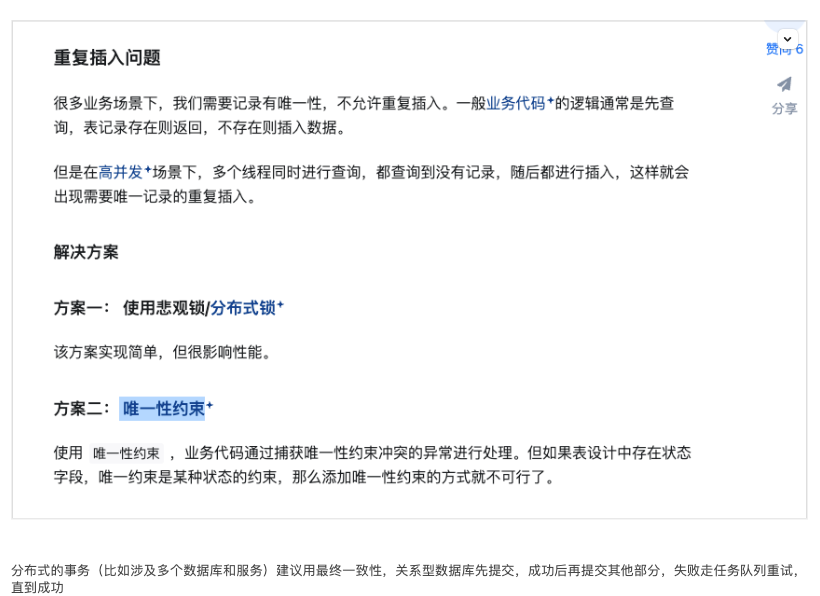 重复插入问题
赞同 6
很多业务场景下，我们需要记录有唯一性，不允许重复插入。一般业务代码的逻辑通常是先查
询，表记录存在则返回，不存在则插入数据。
分享
但是在高并发场景下，多个线程同时进行查询，都查询到没有记录，随后都进行插入，这样就会
出现需要唯一记录的重复插入。
解决方案
方案一： 使用悲观锁/分布式锁
该方案实现简单，但很影响性能。
方案二： 唯一性约束
使用 唯一性约束 ，业务代码通过捕获唯一性约束冲突的异常进行处理。但如果表设计中存在状态
字段，唯一约束是某种状态的约束，那么添加唯一性约束的方式就不可行了。
分布式的事务（比如涉及多个数据库和服务）建议用最终一致性，关系型数据库先提交，成功后再提交其他部分，失败走任务队列重试，
直到成功